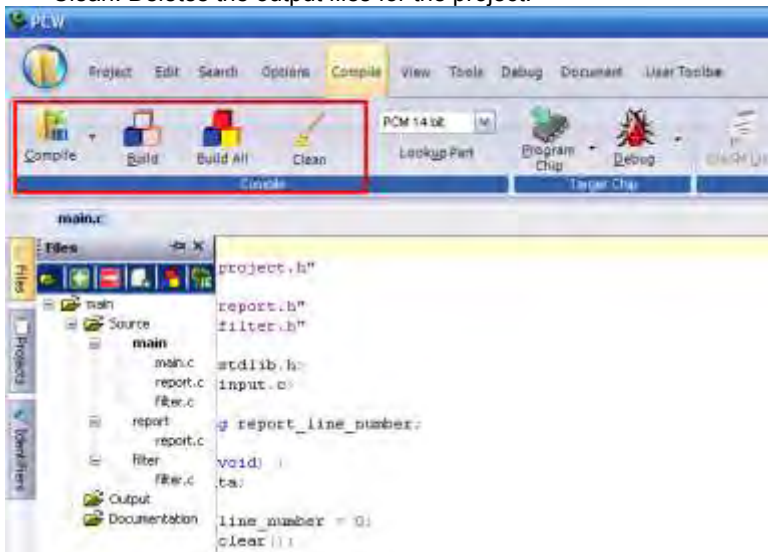 Clean: Deletes the output files for the project.
PCW
Project Edit Search Options Compile View Tools Debug Document User Toolbar
Compile Build Build All Clean
PCM 14 bit
Lookup Part
Program Chip Debug
Compile
Target Chip
main.c
Files
Files
Projects
Identifiers
main
Source
main
main.c
report.c
filter.c
report
report.c
filter
filter.c
Output
Documentation
project.h"
report.h"
filter.h"
stdlib.h>
input.c>
g report_line_number;
void) {
ta;
line_number = 0;
clear();